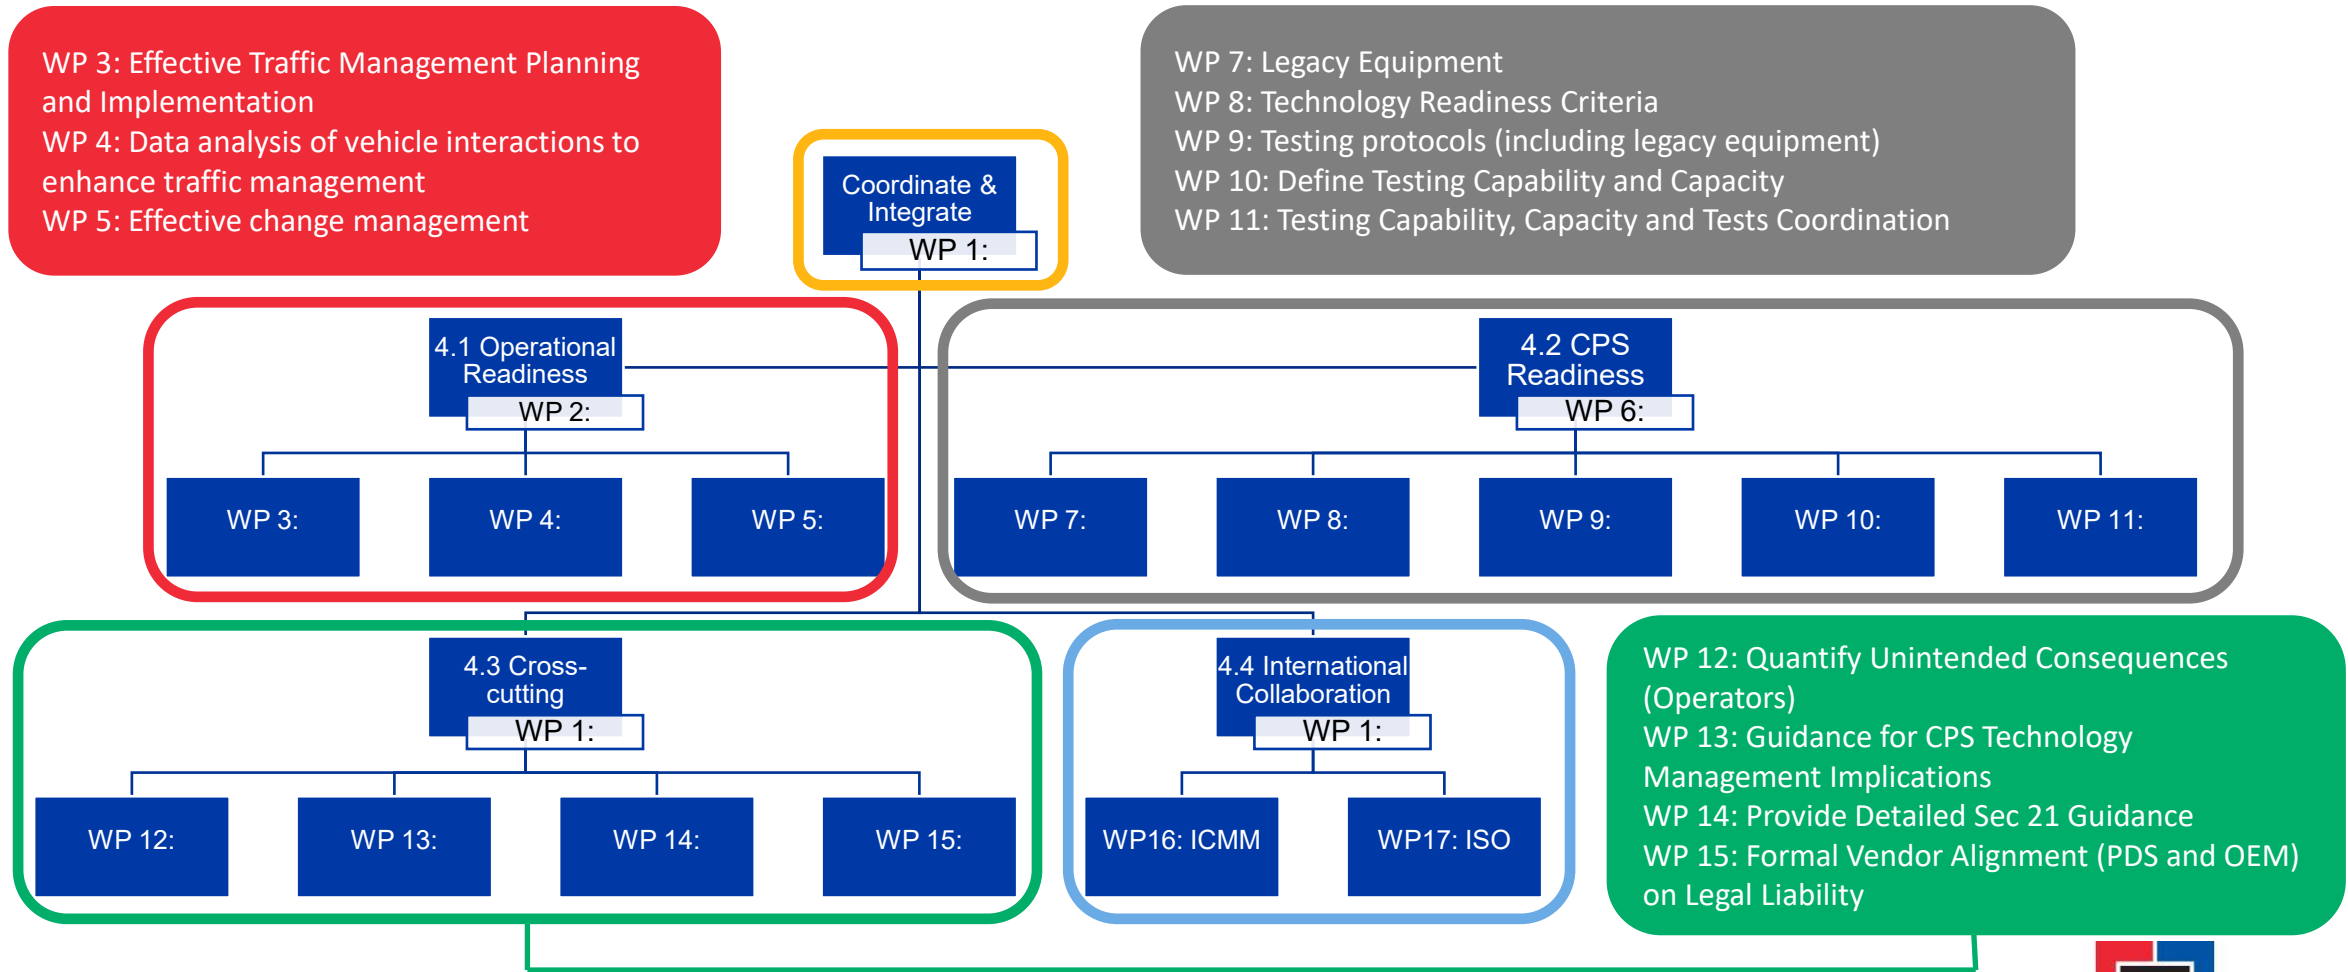 WP 3: Effective Traffic Management Planning
and Implementation
WP 4: Data analysis of vehicle interactions to
enhance traffic management
WP 5: Effective change management
WP 7: Legacy Equipment
WP 8: Technology Readiness Criteria
WP 9: Testing protocols (including legacy equipment)
WP 10: Define Testing Capability and Capacity
WP 11: Testing Capability, Capacity and Tests Coordination
Coordinate &
Integrate
WP 1:
4.1 Operational
Readiness
WP 2:
4.2 CPS
Readiness
WP 6:
WP 3:
WP 4:
WP 5:
WP 7:
WP 8:
WP 9:
WP 10:
WP 11:
4.3 Cross-
cutting
WP 1:
4.4 International
Collaboration
WP 1:
WP 12:
WP 13:
WP 14:
WP 15:
WP16: ICMM
WP17: ISO
WP 12: Quantify Unintended Consequences
(Operators)
WP 13: Guidance for CPS Technology
Management Implications
WP 14: Provide Detailed Sec 21 Guidance
WP 15: Formal Vendor Alignment (PDS and OEM)
on Legal Liability